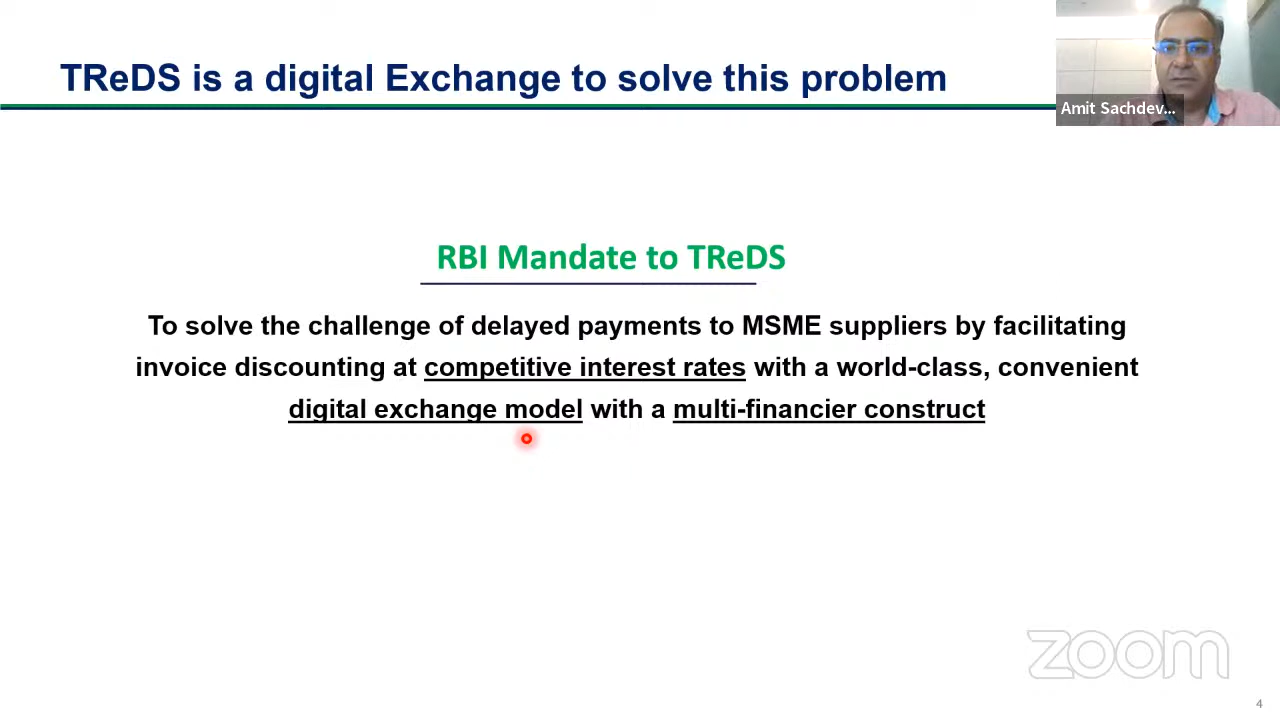 TReDS is a digital Exchange to solve this problem
Amit Sachdev...
RBI Mandate to TReDS
To solve the challenge of delayed payments to MSME suppliers by facilitating
invoice discounting at competitive interest rates with a world-class, convenient
digital exchange model with a multi-financier construct
zoom
4